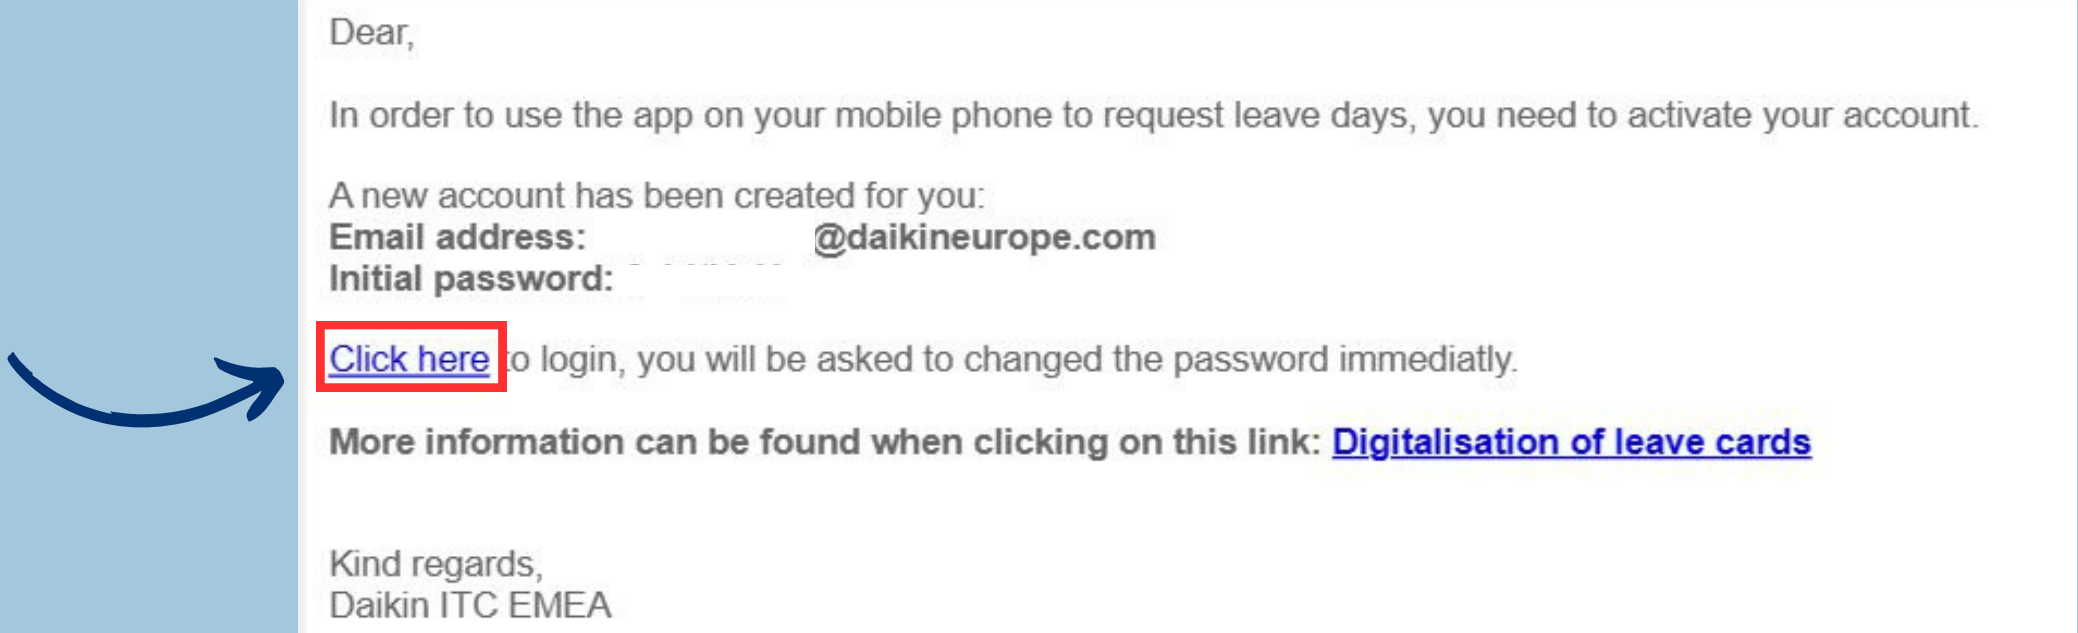 Dear,
In order to use the app on your mobile phone to request leave days, you need to activate your account.
A new account has been created for you:
Email address: @daikineurope.com
Initial password:
Click here to login, you will be asked to changed the password immediatly.
More information can be found when clicking on this link: Digitalisation of leave cards
Kind regards,
Daikin ITC EMEA